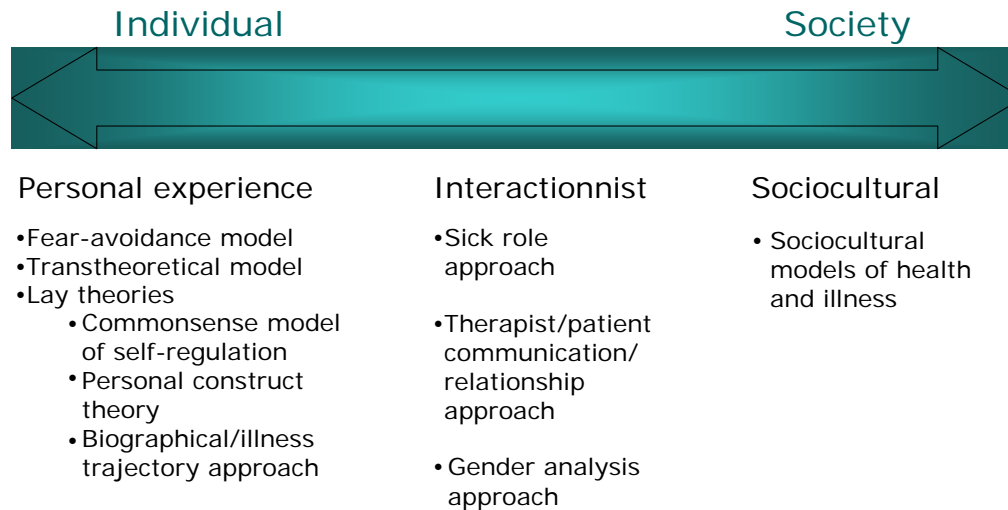 Individual
Society
Personal experience
•Fear-avoidance model
•Transtheoretical model
•Lay theories
•Commonsense model
of self-regulation
•Personal construct
theory
•Biographical/illness
trajectory approach
Interactionnist
•Sick role
approach
•Therapist/patient
communication/
relationship
approach
•Gender analysis
approach
Sociocultural
• Sociocultural
models of health
and illness